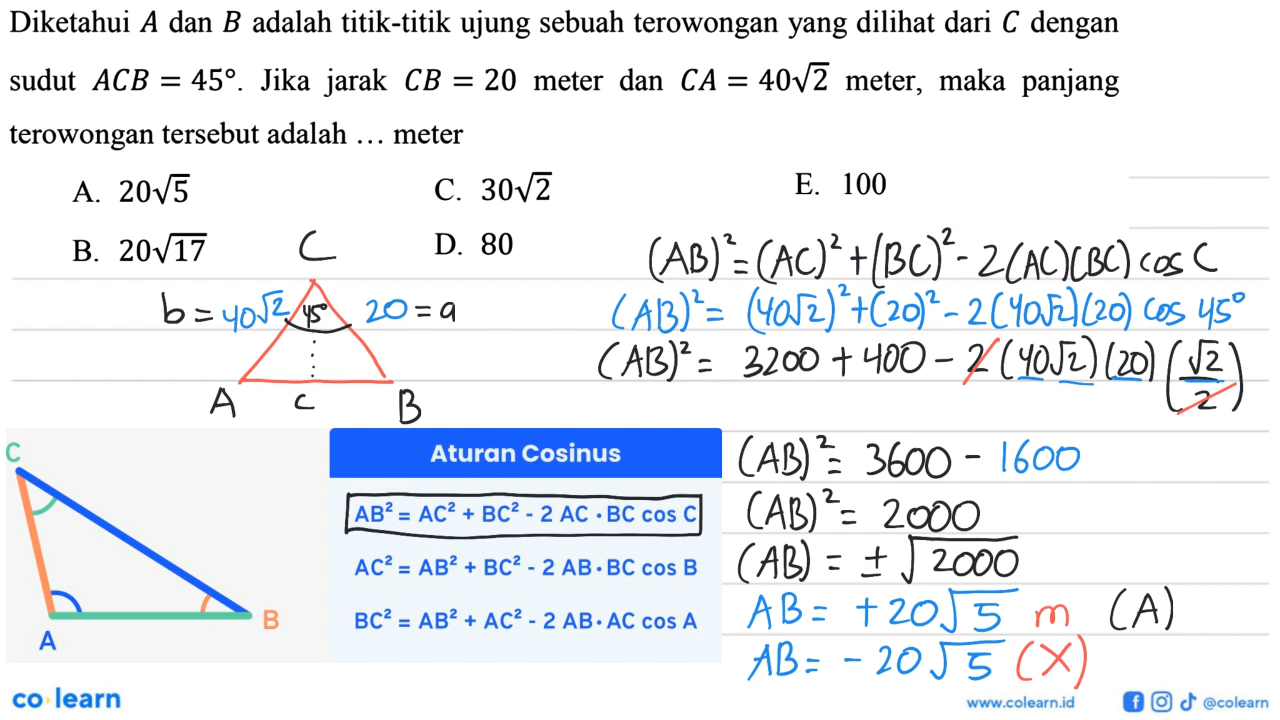 Diketahui A dan B adalah titik-titik ujung sebuah terowongan yang dilihat dari C dengan
sudut ACB = 45°. Jika jarak CB = 20 meter dan CA = 40√2 meter, maka panjang
terowongan tersebut adalah … meter
A. 20√5
C. 30√2
E. 100
B. 20√17
D. 80
C
b = 40√2
45°
20 = a
A
c
B
(AB)² = (AC)² + (BC)² - 2(AC)(BC) cos C
(AB)² = (40√2)² + (20)² - 2(40√2)(20) cos 45°
(AB)² = 3200 + 400 - 2(40√2)(20)(√2/2)
(AB)² = 3600 - 1600
(AB)² = 2000
(AB) = ± √2000
AB = +20√5 m (A)
AB = -20√5 (X)
C
A
B
Aturan Cosinus
AB² = AC² + BC² - 2 AC · BC cos C
AC² = AB² + BC² - 2 AB · BC cos B
BC² = AB² + AC² - 2 AB · AC cos A
co learn
www.colearn.id
@colearn